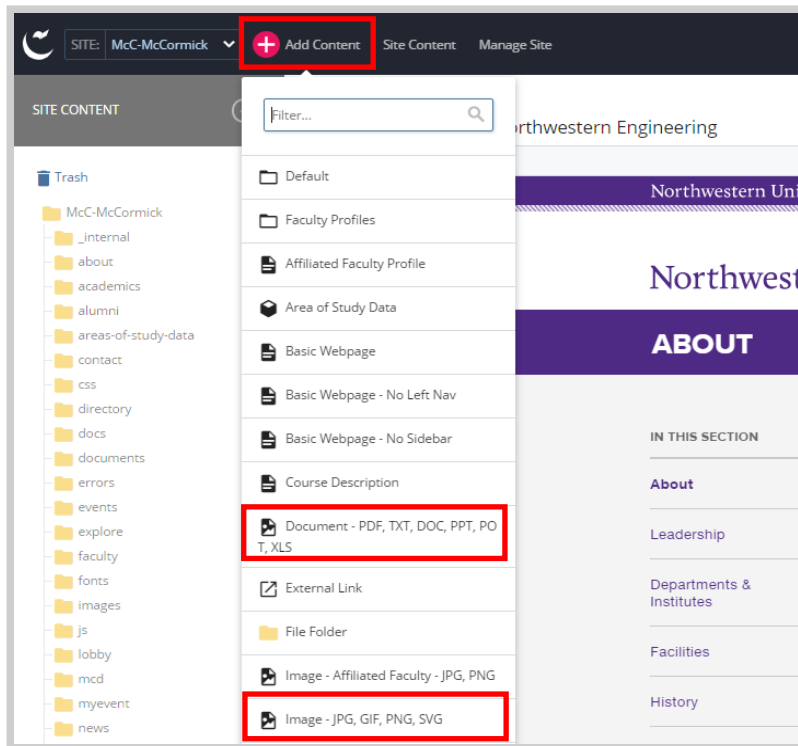 SITE: McC-McCormick
Add Content
Site Content
Manage Site
SITE CONTENT
Trash
McC-McCormick
_internal
about
academics
alumni
areas-of-study-data
contact
css
directory
docs
documents
errors
events
explore
faculty
fonts
images
js
lobby
mcd
myevent
news
Filter...
Default
Faculty Profiles
Affiliated Faculty Profile
Area of Study Data
Basic Webpage
Basic Webpage - No Left Nav
Basic Webpage - No Sidebar
Course Description
Document - PDF, TXT, DOC, PPT, PO
T, XLS
External Link
File Folder
Image - Affiliated Faculty - JPG, PNG
Image - JPG, GIF, PNG, SVG
rthwestern Engineering
Northwestern Uni
Northwest
ABOUT
IN THIS SECTION
About
Leadership
Departments &
Institutes
Facilities
History